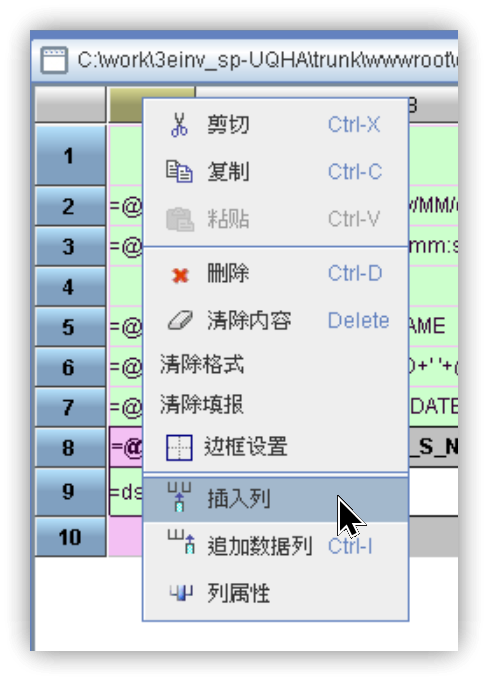 C:\work\3einv_sp-UQHA\trunk\wwwroot\
B
剪切 Ctrl-X
1
复制 Ctrl-C
2 =@ /MM/
粘贴 Ctrl-V
3 =@ mm:s
4 删除 Ctrl-D
5 =@ 清除内容 Delete AME
6 =@ 清除格式 )+' '+
7 =@ 清除填报 DATE
8 =@ 边框设置 _S_N
9 =ds 插入列
10 追加数据列 Ctrl-I
列属性